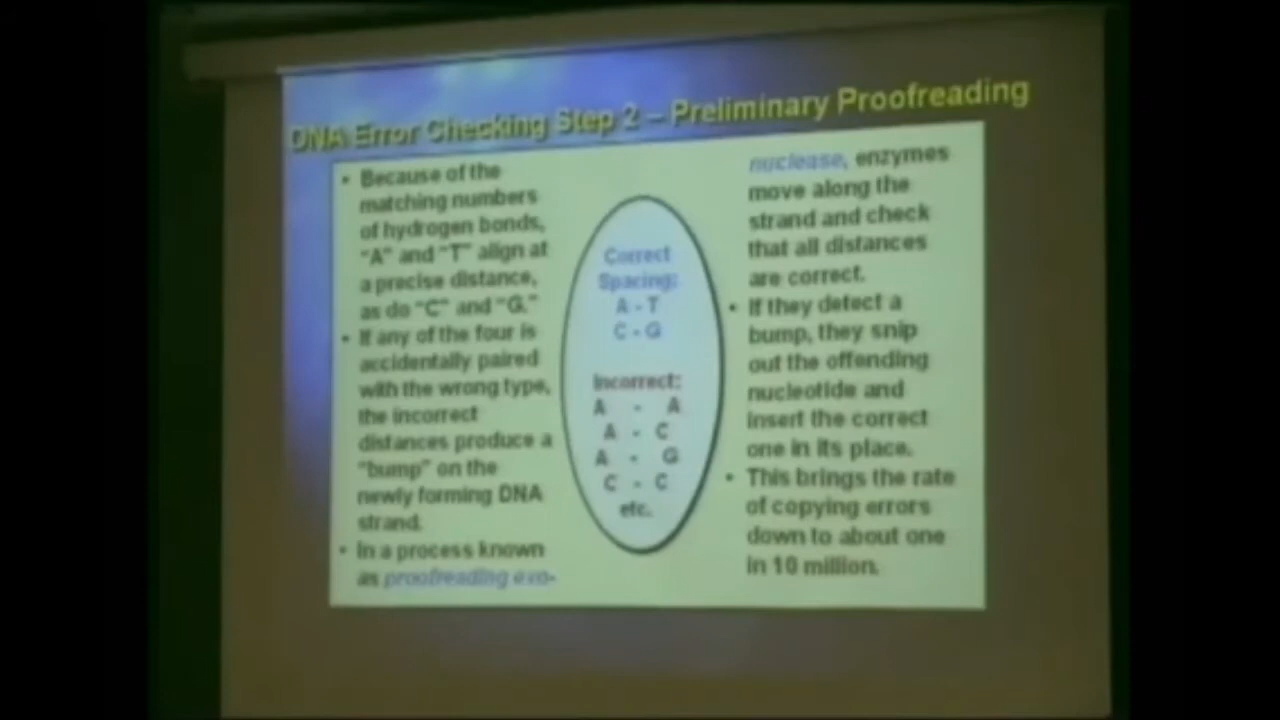 DNA Error Checking Step 2 – Preliminary Proofreading
• Because of the
matching numbers
of hydrogen bonds,
“A” and “T” align at
a precise distance,
as do “C” and “G.”
• If any of the four is
accidentally paired
with the wrong type,
the incorrect
distances produce a
“bump” on the
newly forming DNA
strand.
• In a process known
as proofreading exo-
Correct
Spacing:
A - T
C - G
Incorrect:
A - A
A - C
A - G
C - C
etc.
nuclease, enzymes
move along the
strand and check
that all distances
are correct.
• If they detect a
bump, they snip
out the offending
nucleotide and
insert the correct
one in its place.
• This brings the rate
of copying errors
down to about one
in 10 million.